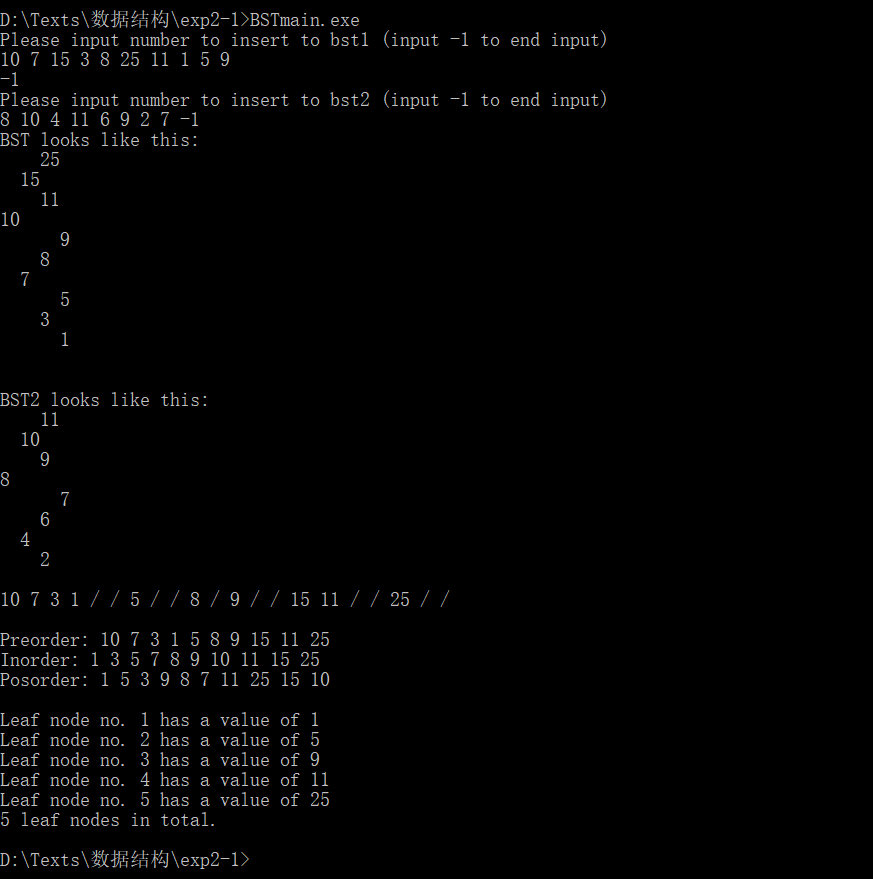 D:\Texts\数据结构\exp2-1>BSTmain.exe
Please input number to insert to bst1 (input -1 to end input)
10 7 15 3 8 25 11 1 5 9
-1
Please input number to insert to bst2 (input -1 to end input)
8 10 4 11 6 9 2 7 -1
BST looks like this:
    25
  15
    11
10
      9
    8
  7
      5
    3
      1
BST2 looks like this:
    11
  10
    9
8
      7
    6
  4
    2
10 7 3 1 / / 5 / / 8 / 9 / / 15 11 / / 25 / /
Preorder: 10 7 3 1 5 8 9 15 11 25
Inorder: 1 3 5 7 8 9 10 11 15 25
Posorder: 1 5 3 9 8 7 11 25 15 10
Leaf node no. 1 has a value of 1
Leaf node no. 2 has a value of 5
Leaf node no. 3 has a value of 9
Leaf node no. 4 has a value of 11
Leaf node no. 5 has a value of 25
5 leaf nodes in total.
D:\Texts\数据结构\exp2-1>